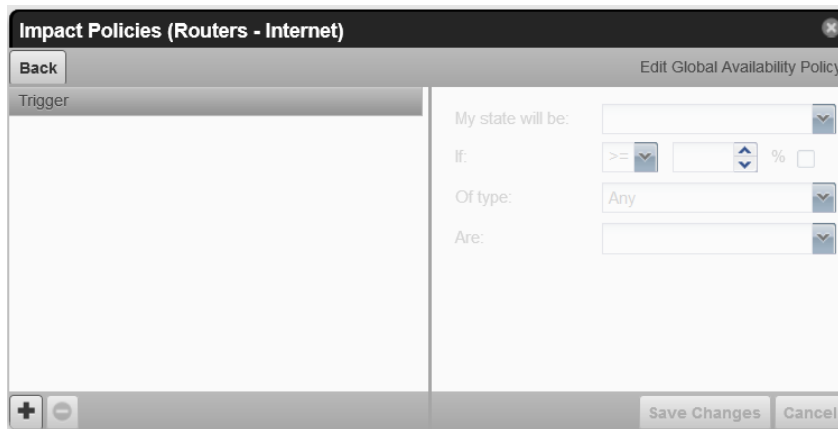 Impact Policies (Routers - Internet)
Back
Edit Global Availability Policy
Trigger
My state will be:
If: >= %
Of type: Any
Are:
Save Changes Cancel